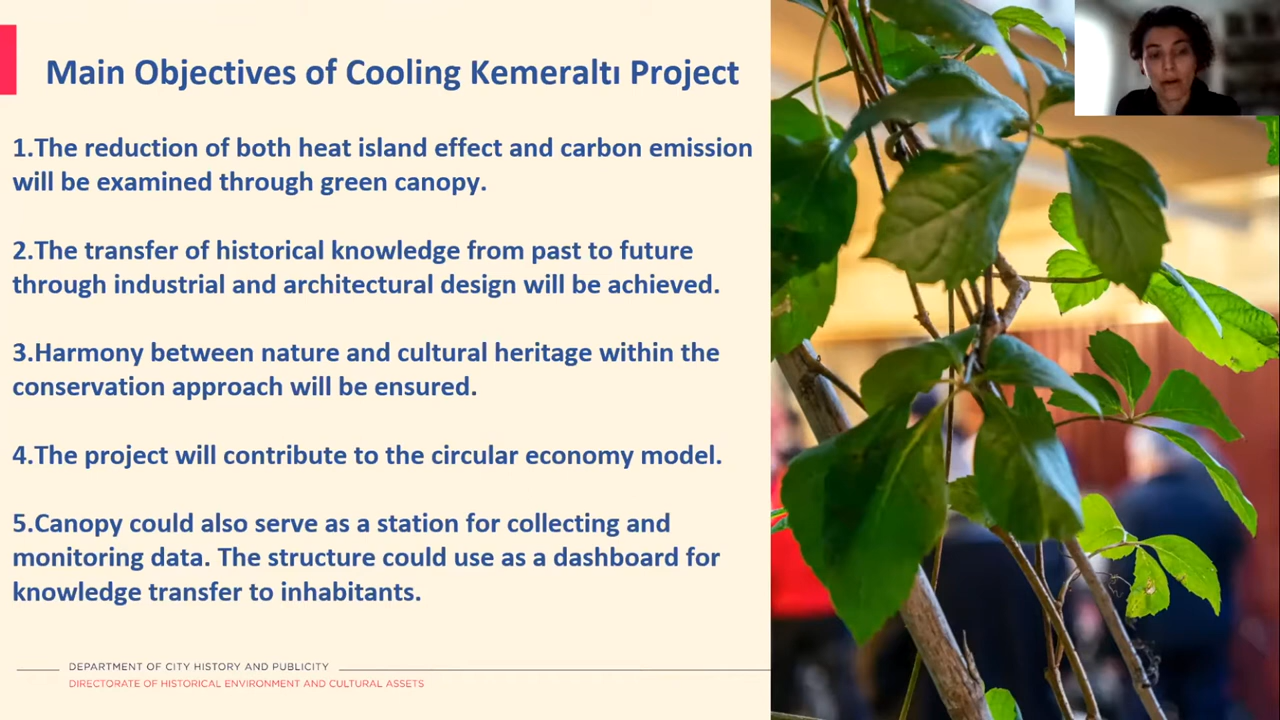 Main Objectives of Cooling Kemeraltı Project
1.The reduction of both heat island effect and carbon emission
will be examined through green canopy.
2.The transfer of historical knowledge from past to future
through industrial and architectural design will be achieved.
3.Harmony between nature and cultural heritage within the
conservation approach will be ensured.
4.The project will contribute to the circular economy model.
5.Canopy could also serve as a station for collecting and
monitoring data. The structure could use as a dashboard for
knowledge transfer to inhabitants.
DEPARTMENT OF CITY HISTORY AND PUBLICITY
DIRECTORATE OF HISTORICAL ENVIRONMENT AND CULTURAL ASSETS